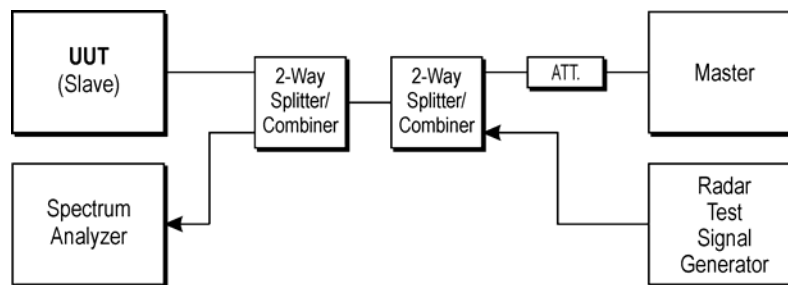 UUT
(Slave)
2-Way
Splitter/
Combiner
2-Way
Splitter/
Combiner
ATT.
Master
Spectrum
Analyzer
Radar
Test
Signal
Generator